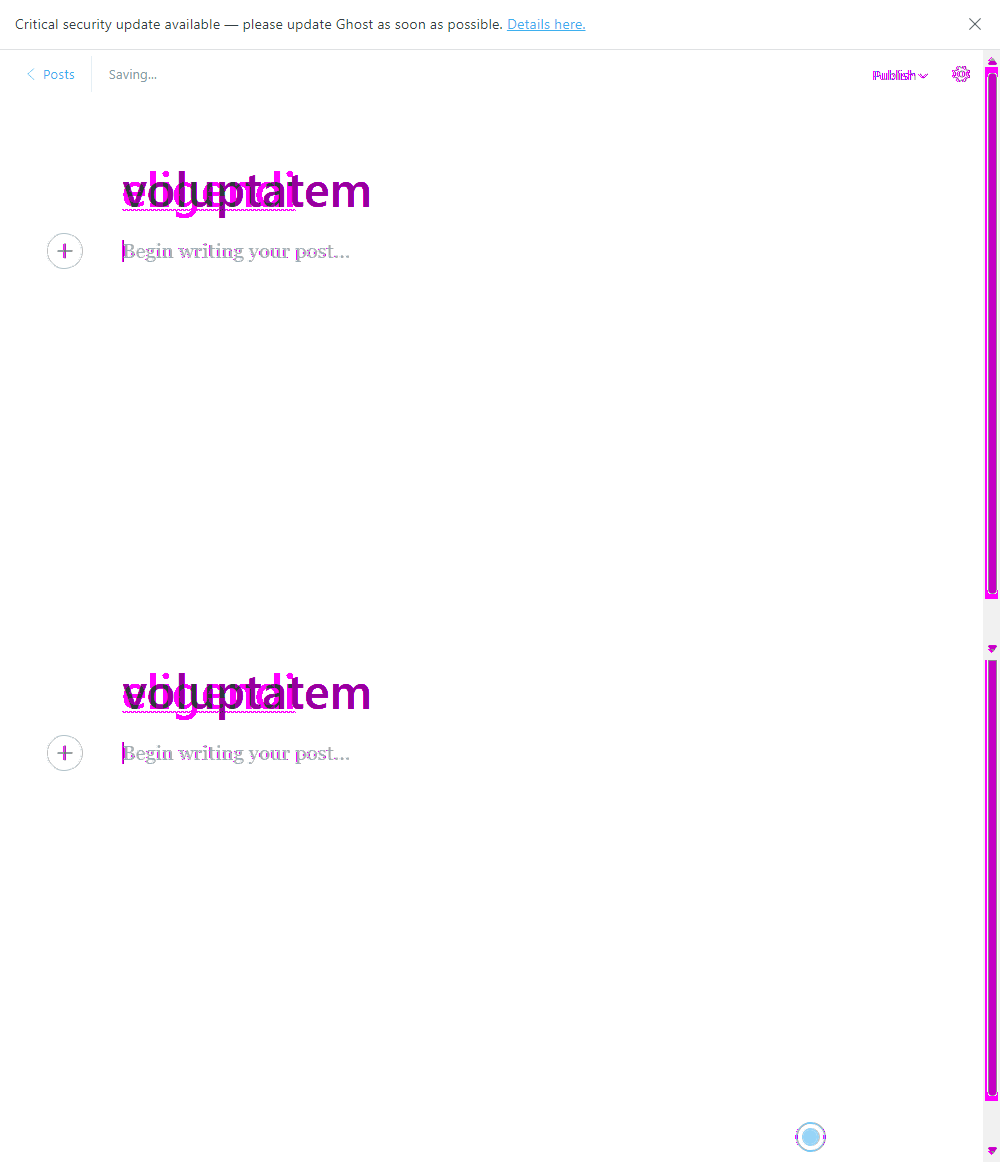 Critical security update available — please update Ghost as soon as possible. Details here.
Posts
Saving...
Publish
voluptatem
Begin writing your post...
voluptatem
Begin writing your post...